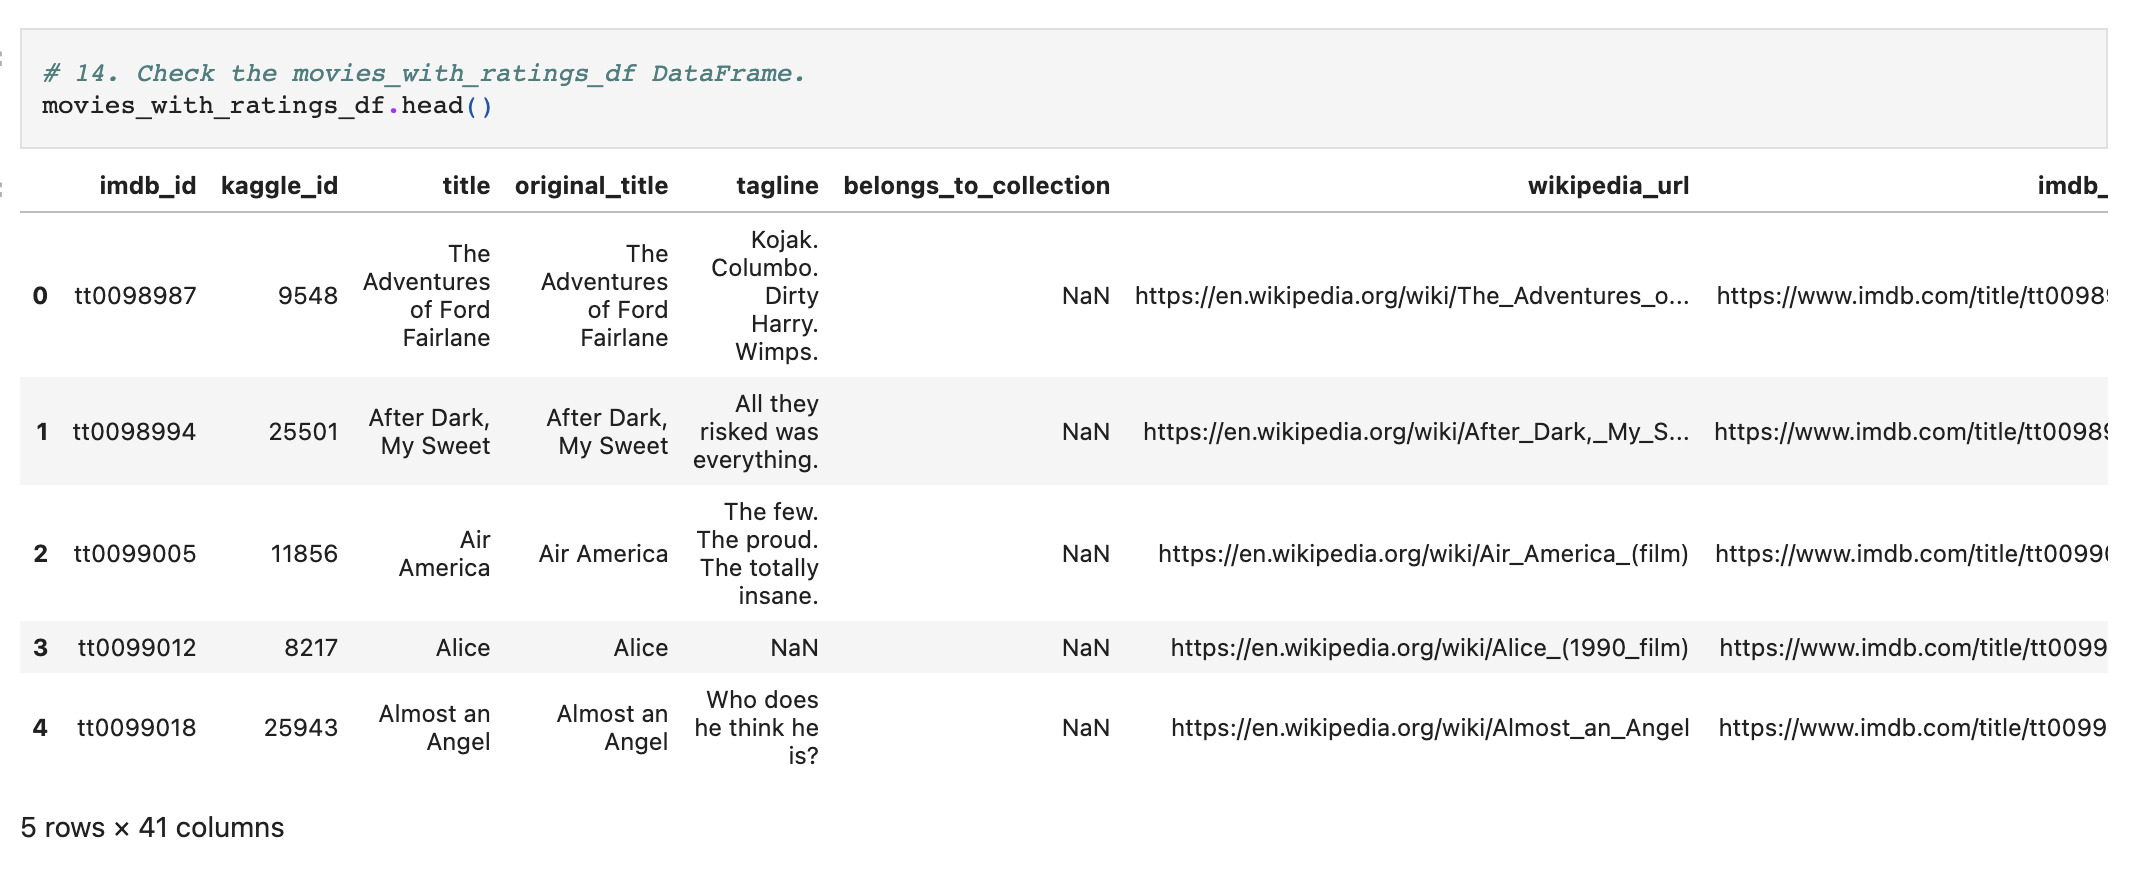 # 14. Check the movies_with_ratings_df DataFrame.
movies_with_ratings_df.head()
imdb_id kaggle_id title original_title tagline belongs_to_collection wikipedia_url imdb_
0 tt0098987 9548 The Adventures of Ford Fairlane The Adventures of Ford Fairlane Kojak. Columbo. Dirty Harry. Wimps. NaN https://en.wikipedia.org/wiki/The_Adventures_o... https://www.imdb.com/title/tt0098
1 tt0098994 25501 After Dark, My Sweet After Dark, My Sweet All they risked was everything. NaN https://en.wikipedia.org/wiki/After_Dark,_My_S... https://www.imdb.com/title/tt0098
2 tt0099005 11856 Air America Air America The few. The proud. The totally insane. NaN https://en.wikipedia.org/wiki/Air_America_(film) https://www.imdb.com/title/tt0099
3 tt0099012 8217 Alice Alice NaN NaN https://en.wikipedia.org/wiki/Alice_(1990_film) https://www.imdb.com/title/tt0099
4 tt0099018 25943 Almost an Angel Almost an Angel Who does he think he is? NaN https://en.wikipedia.org/wiki/Almost_an_Angel https://www.imdb.com/title/tt0099
5 rows × 41 columns